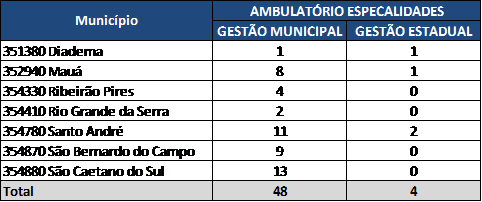 Município AMBULATÓRIO ESPECALIDADES
GESTÃO MUNICIPAL GESTÃO ESTADUAL
351380 Diadema 1 1
352940 Mauá 8 1
354330 Ribeirão Pires 4 0
354410 Rio Grande da Serra 2 0
354780 Santo André 11 2
354870 São Bernardo do Campo 9 0
354880 São Caetano do Sul 13 0
Total 48 4